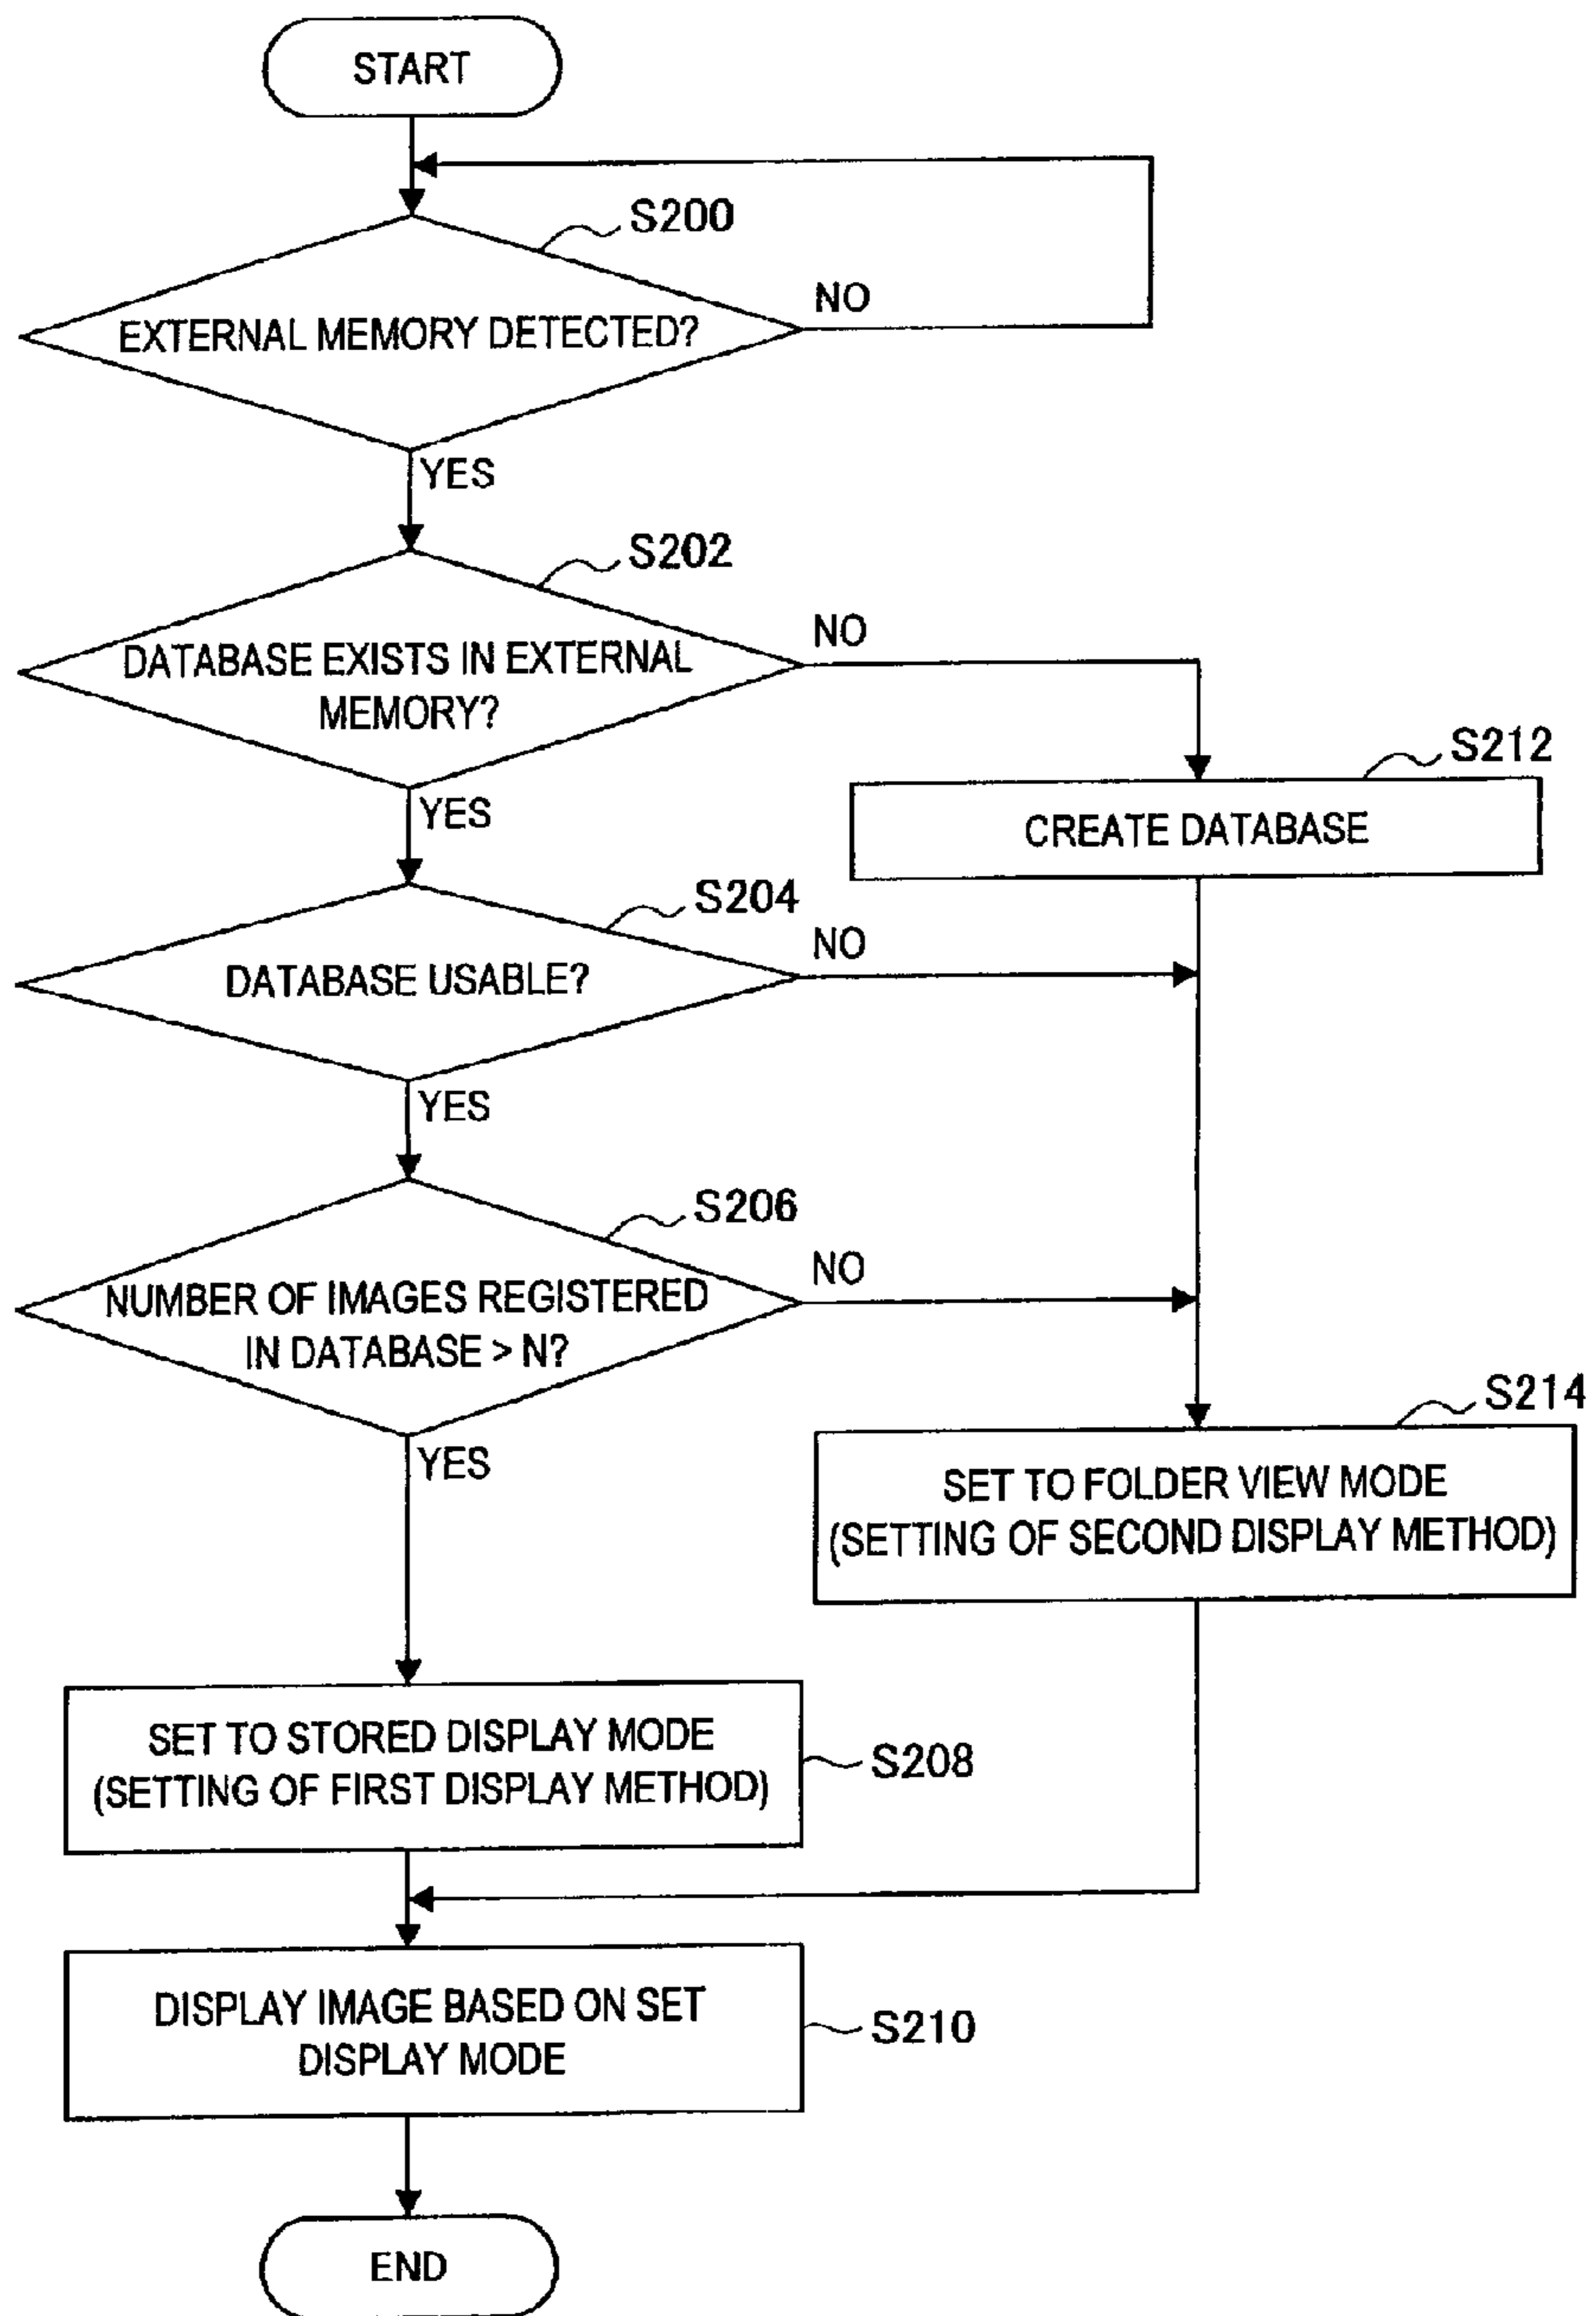 START
S200
EXTERNAL MEMORY DETECTED?
NO
YES
S202
DATABASE EXISTS IN EXTERNAL
MEMORY?
NO
YES
S212
CREATE DATABASE
S204
DATABASE USABLE?
NO
YES
S206
NUMBER OF IMAGES REGISTERED
IN DATABASE > N?
NO
YES
S214
SET TO FOLDER VIEW MODE
(SETTING OF SECOND DISPLAY METHOD)
SET TO STORED DISPLAY MODE
(SETTING OF FIRST DISPLAY METHOD)
S208
DISPLAY IMAGE BASED ON SET
DISPLAY MODE
S210
END